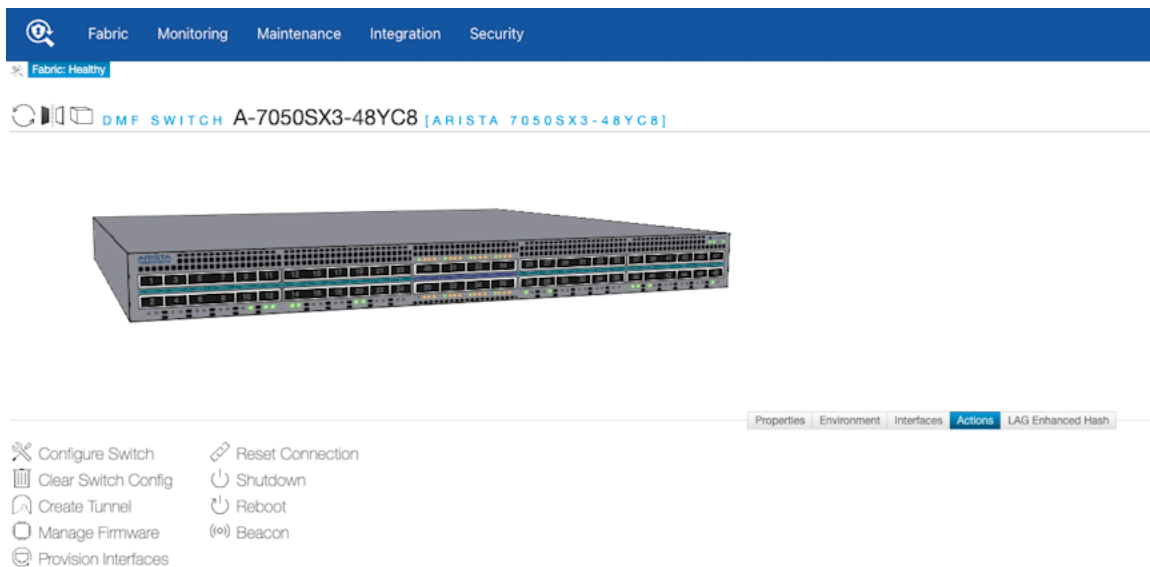 Fabric Monitoring Maintenance Integration Security
Fabric: Healthy
DMF SWITCH A-7050SX3-48YC8 [ARISTA 7050SX3-48YC8]
ARISTA
Properties Environment Interfaces Actions LAG Enhanced Hash
Configure Switch Reset Connection
Clear Switch Config Shutdown
Create Tunnel Reboot
Manage Firmware Beacon
Provision Interfaces